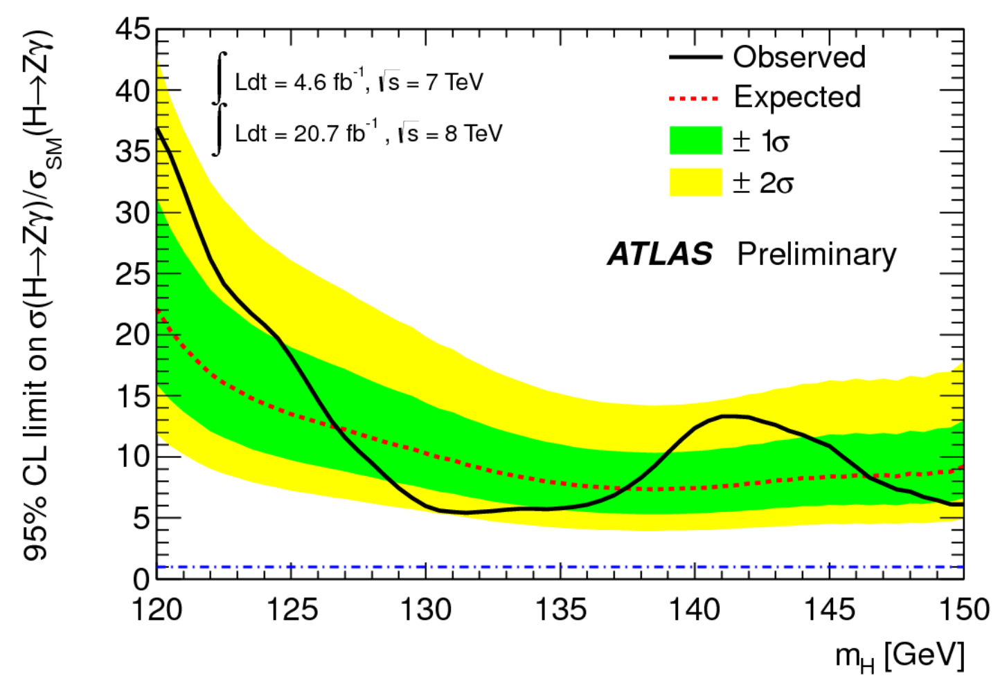 95% CL limit on σ(H→Zγ)/σ_SM(H→Zγ)
45
40
35
30
25
20
15
10
5
0
∫ Ldt = 4.6 fb⁻¹, √s = 7 TeV
∫ Ldt = 20.7 fb⁻¹ , √s = 8 TeV
Observed
Expected
± 1σ
± 2σ
ATLAS Preliminary
120 125 130 135 140 145 150
m_H [GeV]